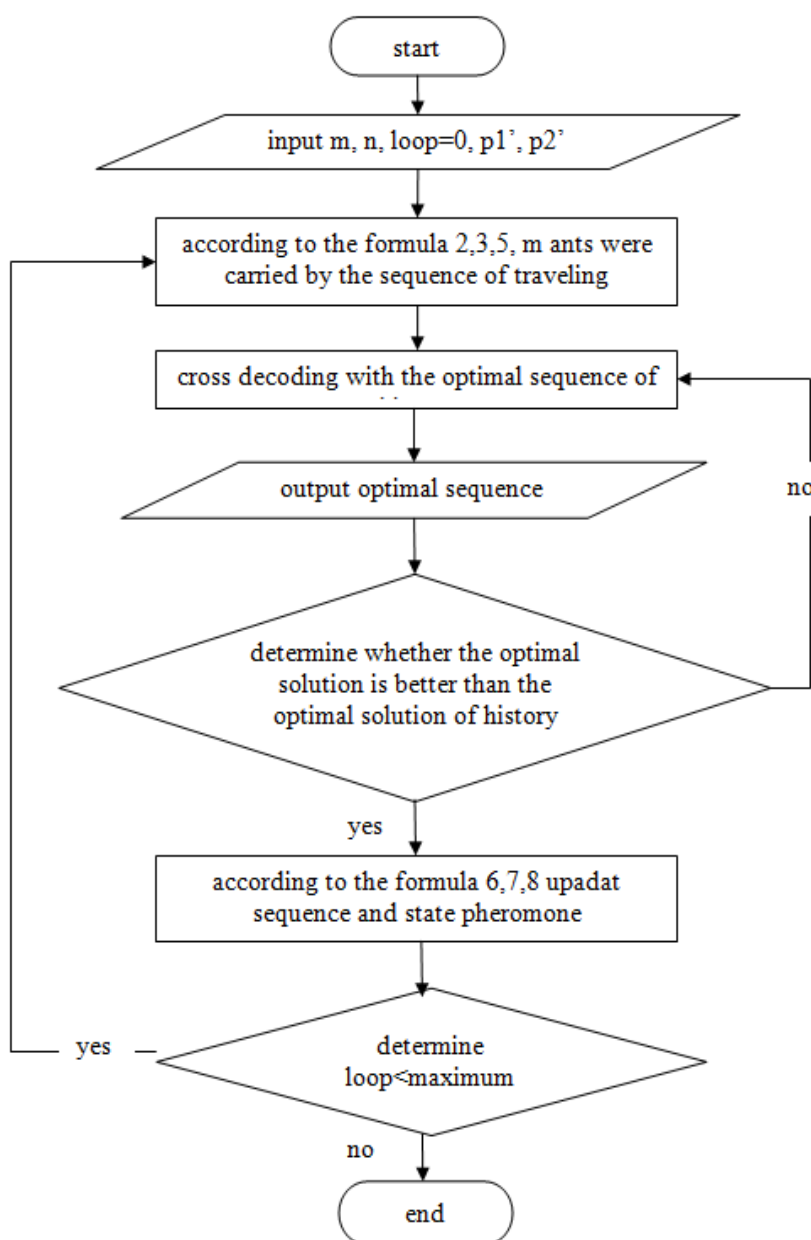 start
input m, n, loop=0, p1’, p2’
according to the formula 2,3,5, m ants were
carried by the sequence of traveling
cross decoding with the optimal sequence of
output optimal sequence
no
determine whether the optimal
solution is better than the
optimal solution of history
yes
according to the formula 6,7,8 upadat
sequence and state pheromone
yes
determine
loop<maximum
no
end